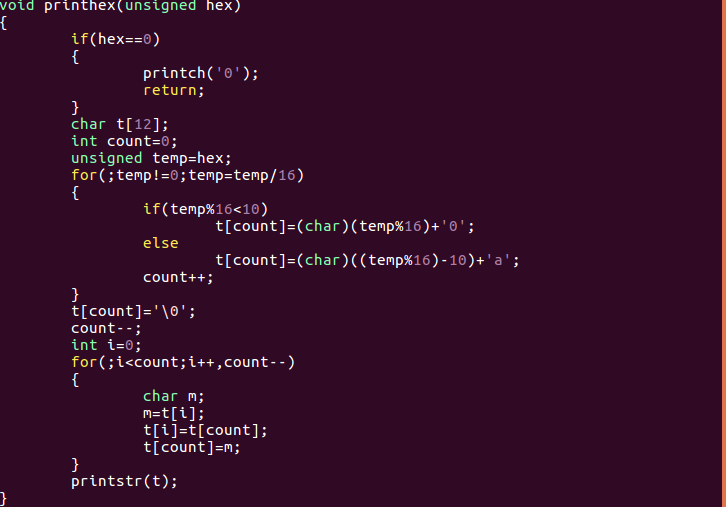 void printhex(unsigned hex)
{
        if(hex==0)
        {
                printch('0');
                return;
        }
        char t[12];
        int count=0;
        unsigned temp=hex;
        for(;temp!=0;temp=temp/16)
        {
                if(temp%16<10)
                        t[count]=(char)(temp%16)+'0';
                else
                        t[count]=(char)((temp%16)-10)+'a';
                count++;
        }
        t[count]='\0';
        count--;
        int i=0;
        for(;i<count;i++,count--)
        {
                char m;
                m=t[i];
                t[i]=t[count];
                t[count]=m;
        }
        printstr(t);
}